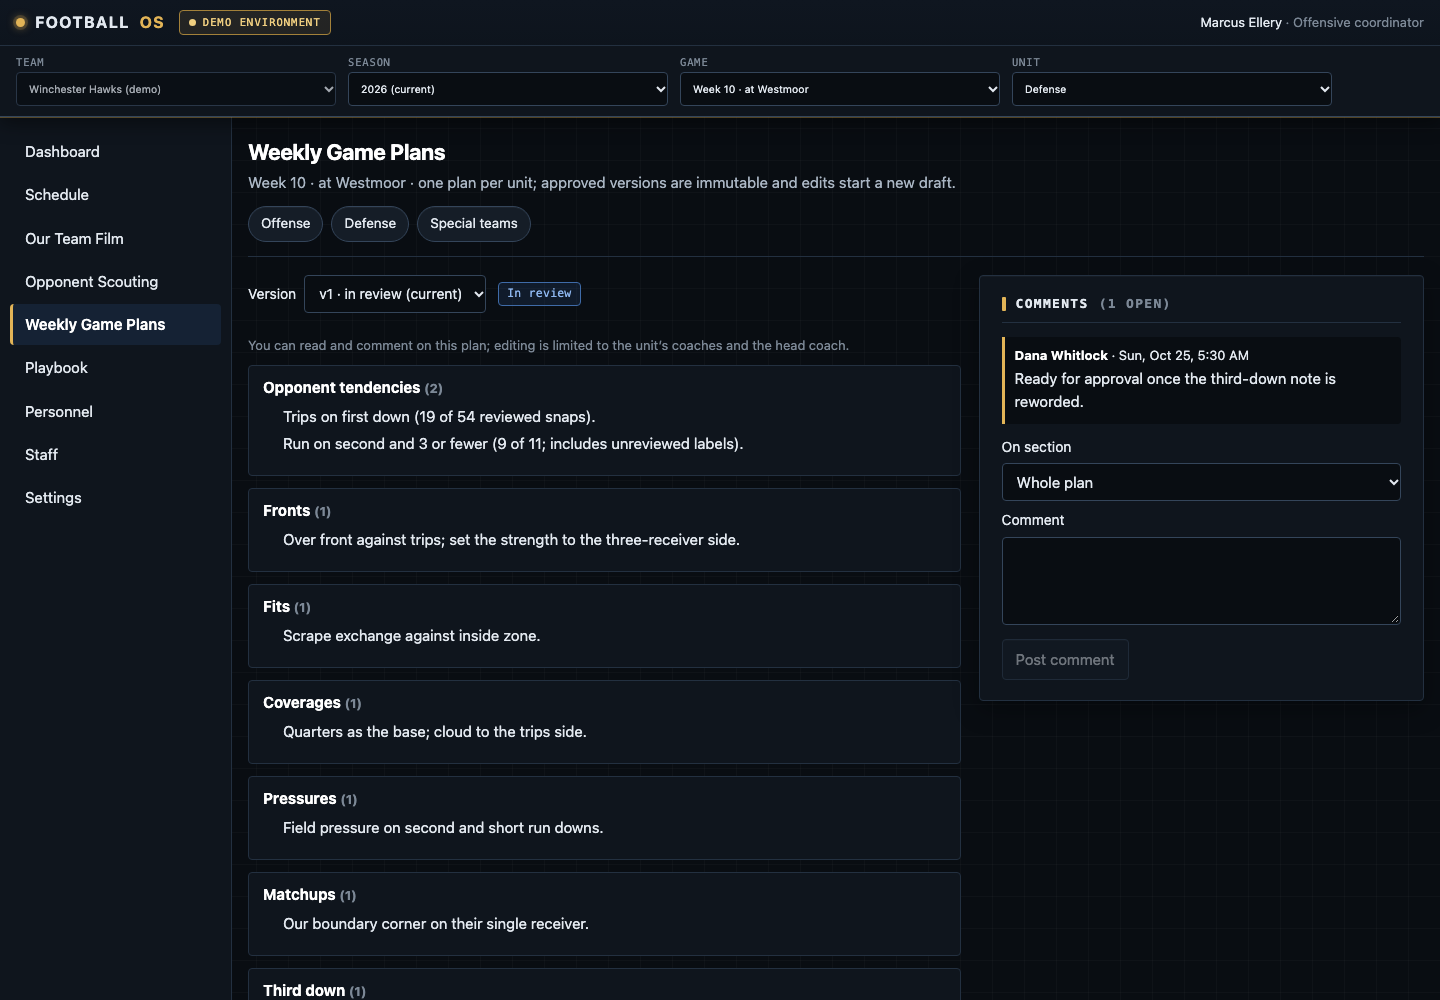 FOOTBALL OS
DEMO ENVIRONMENT
Marcus Ellery · Offensive coordinator
TEAM
Winchester Hawks (demo)
SEASON
2026 (current)
GAME
Week 10 · at Westmoor
UNIT
Defense
Dashboard
Schedule
Our Team Film
Opponent Scouting
Weekly Game Plans
Playbook
Personnel
Staff
Settings
Weekly Game Plans
Week 10 · at Westmoor · one plan per unit; approved versions are immutable and edits start a new draft.
Offense
Defense
Special teams
Version
v1 · in review (current)
In review
You can read and comment on this plan; editing is limited to the unit’s coaches and the head coach.
Opponent tendencies (2)
Trips on first down (19 of 54 reviewed snaps).
Run on second and 3 or fewer (9 of 11; includes unreviewed labels).
Fronts (1)
Over front against trips; set the strength to the three-receiver side.
Fits (1)
Scrape exchange against inside zone.
Coverages (1)
Quarters as the base; cloud to the trips side.
Pressures (1)
Field pressure on second and short run downs.
Matchups (1)
Our boundary corner on their single receiver.
Third down (1)
COMMENTS (1 OPEN)
Dana Whitlock · Sun, Oct 25, 5:30 AM
Ready for approval once the third-down note is
reworded.
On section
Whole plan
Comment
Post comment